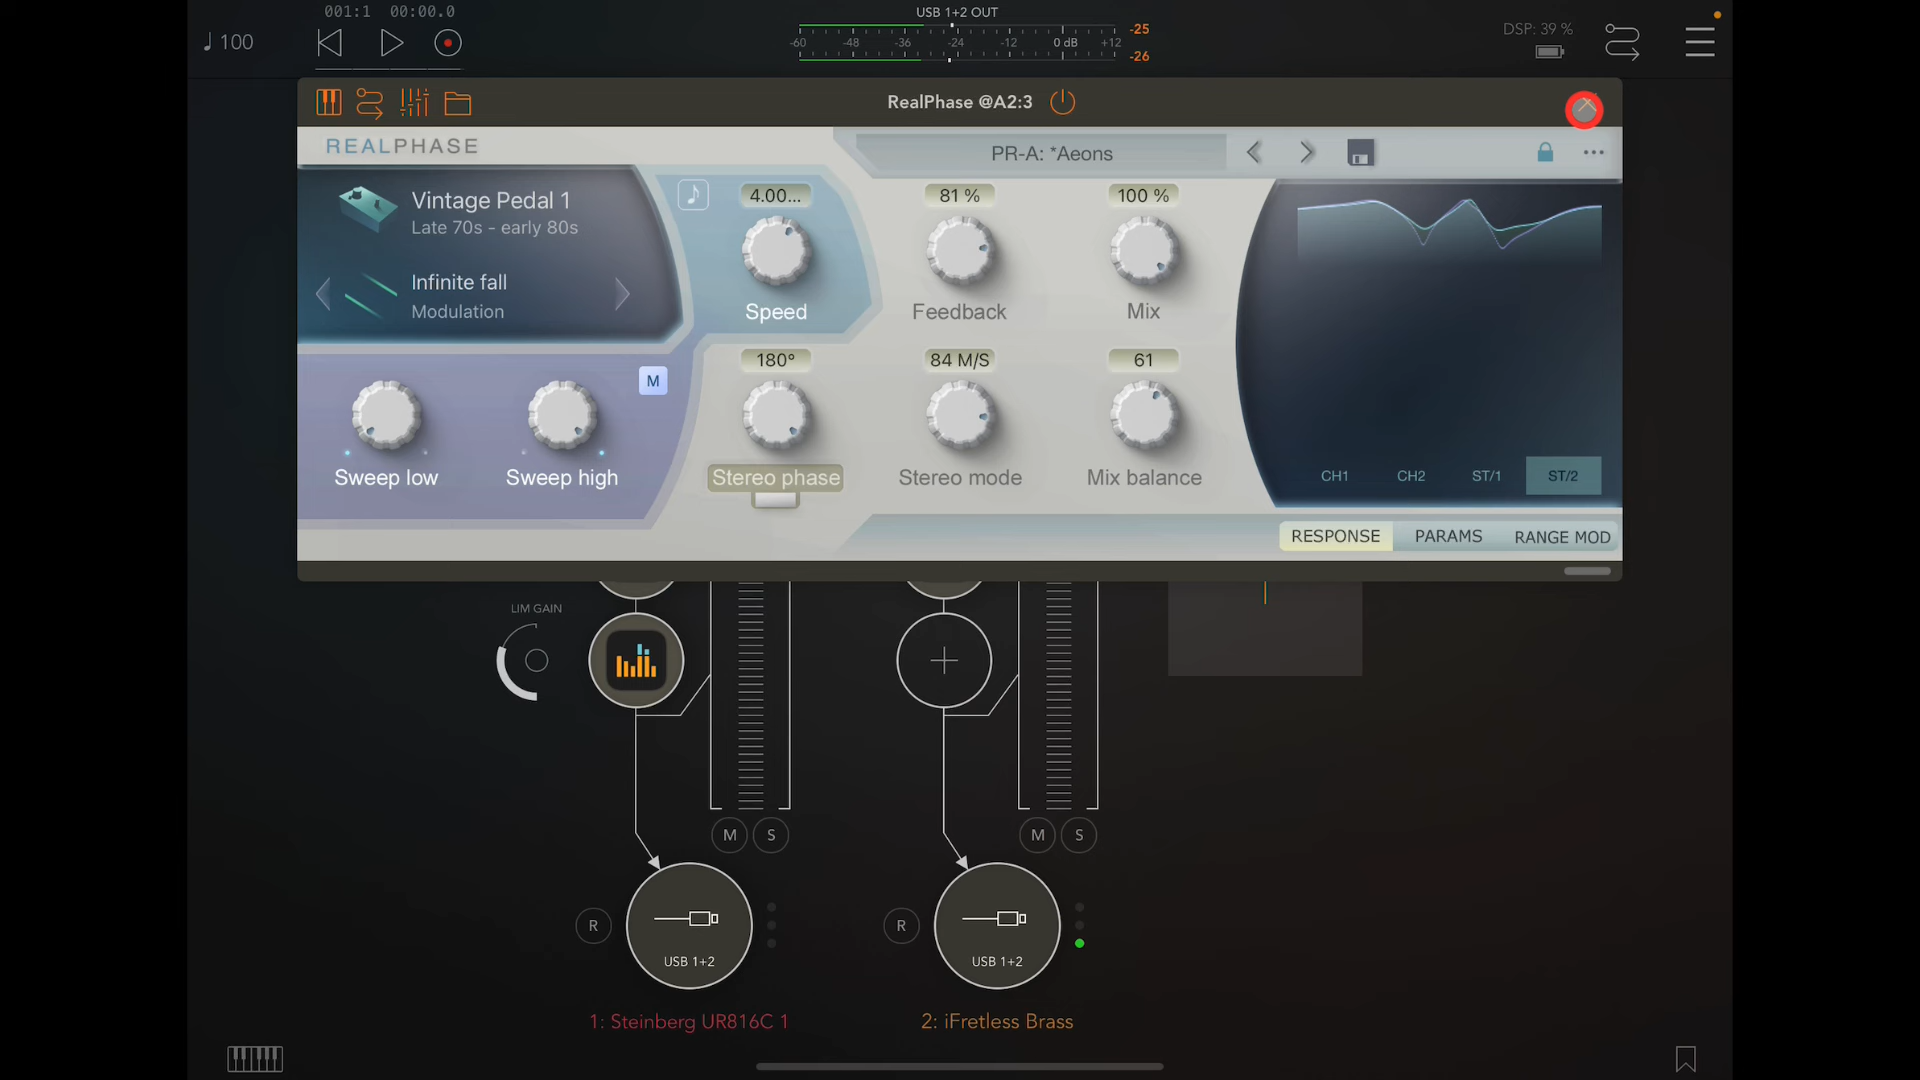 001:1 00:00.0
USB 1+2 OUT
100
-60 -48 -36 -24 -12 0 dB +12
-25
-26
DSP: 39 %
RealPhase @A2:3
REALPHASE
PR-A: *Aeons
Vintage Pedal 1
Late 70s - early 80s
Infinite fall
Modulation
4.00...
Speed
81 %
Feedback
100 %
Mix
M
Sweep low
Sweep high
180°
Stereo phase
84 M/S
Stereo mode
61
Mix balance
CH1 CH2 ST/1 ST/2
RESPONSE PARAMS RANGE MOD
LIM GAIN
M S
M S
R
USB 1+2
R
USB 1+2
1: Steinberg UR816C 1
2: iFretless Brass